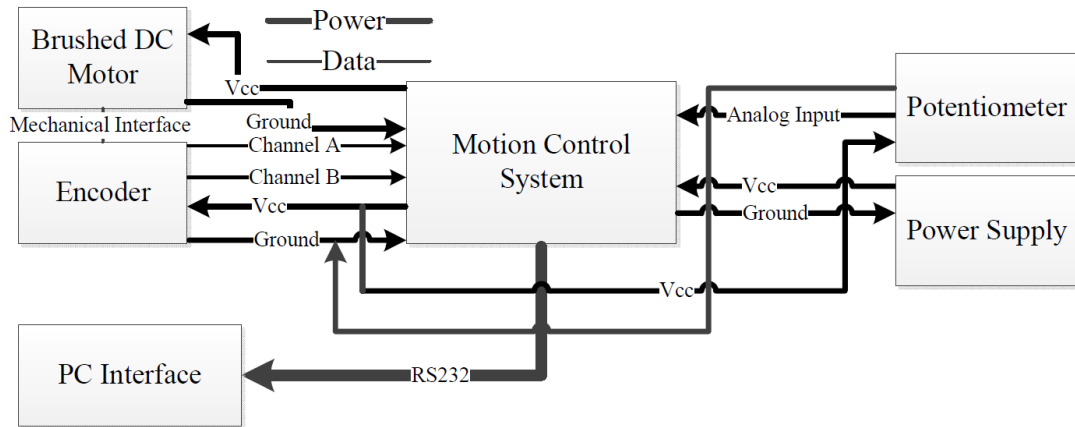 Brushed DC
Motor
Power
Data
Vcc
Ground
Mechanical Interface
Channel A
Encoder
Channel B
Vcc
Ground
Motion Control
System
Analog Input
Potentiometer
Vcc
Ground
Power Supply
Vcc
PC Interface
RS232